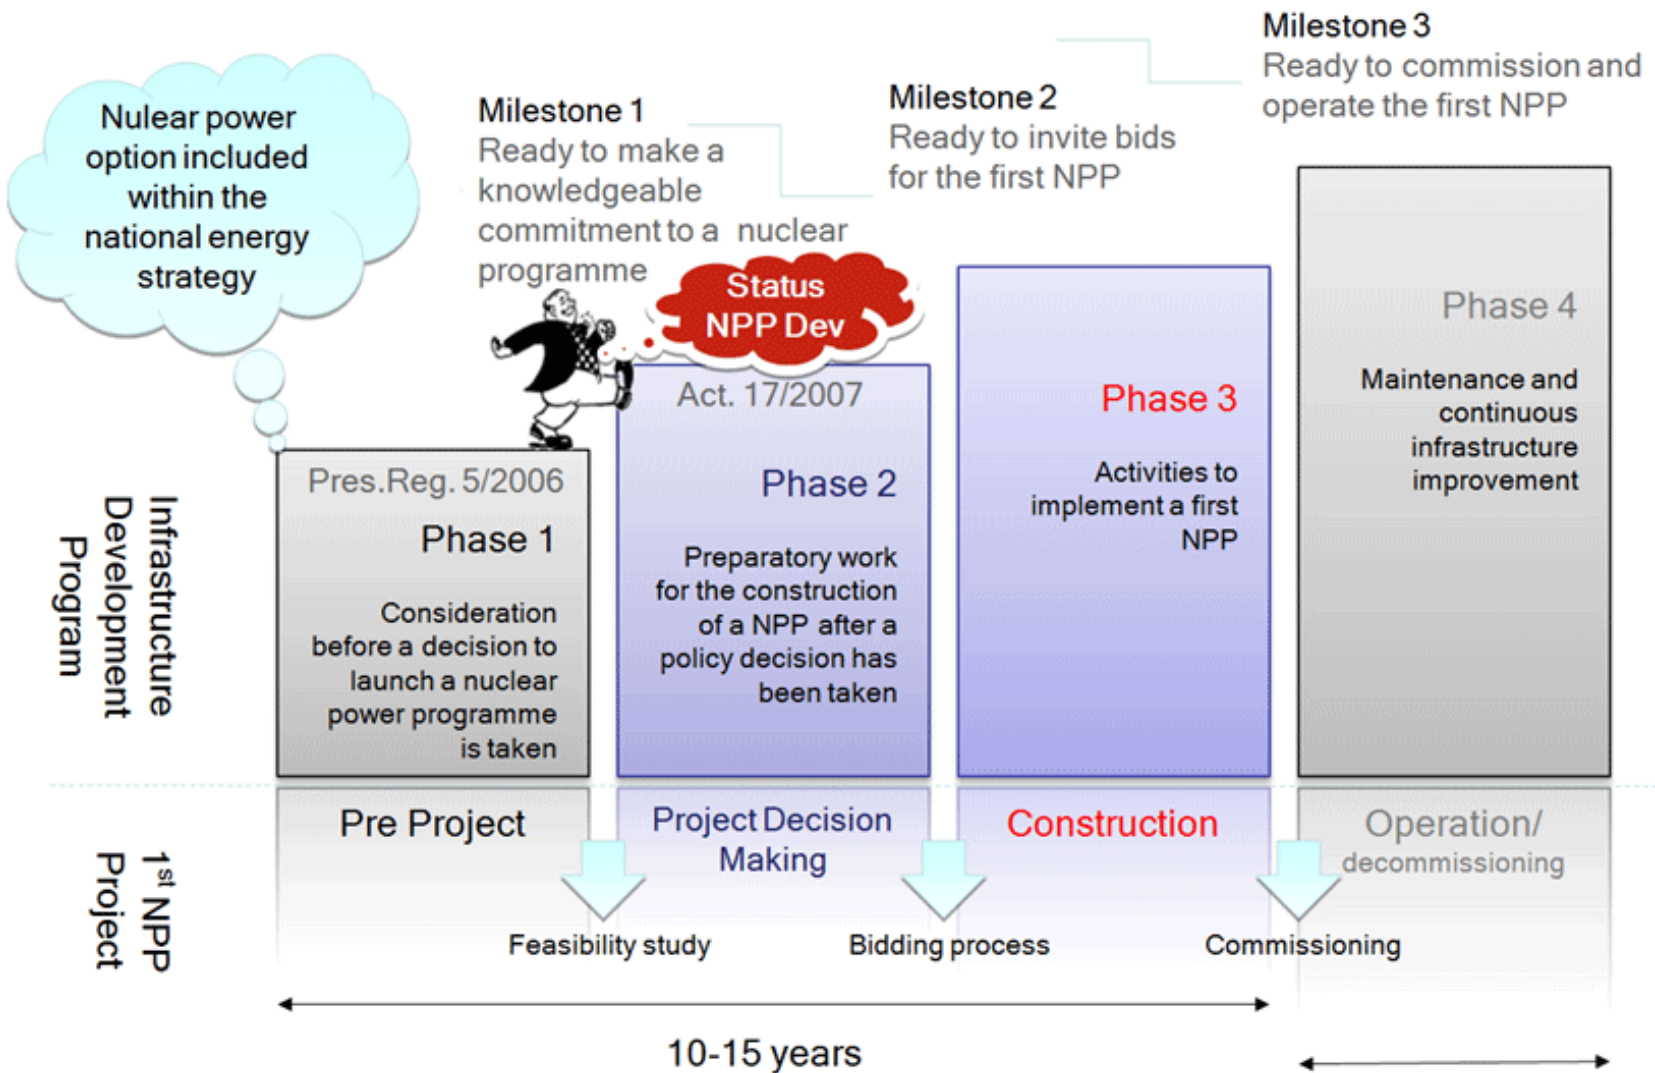 Nulear power
option included
within the
national energy
strategy
Milestone 1
Ready to make a
knowledgeable
commitment to a nuclear
programme
Milestone 2
Ready to invite bids
for the first NPP
Milestone 3
Ready to commission and
operate the first NPP
Status
NPP Dev
Infrastructure
Development
Program
Pres.Reg. 5/2006
Phase 1
Consideration
before a decision to
launch a nuclear
power programme
is taken
Act. 17/2007
Phase 2
Preparatory work
for the construction
of a NPP after a
policy decision has
been taken
Phase 3
Activities to
implement a first
NPP
Phase 4
Maintenance and
continuous
infrastructure
improvement
1st NPP
Project
Pre Project
Project Decision
Making
Construction
Operation/
decommissioning
Feasibility study
Bidding process
Commissioning
10-15 years